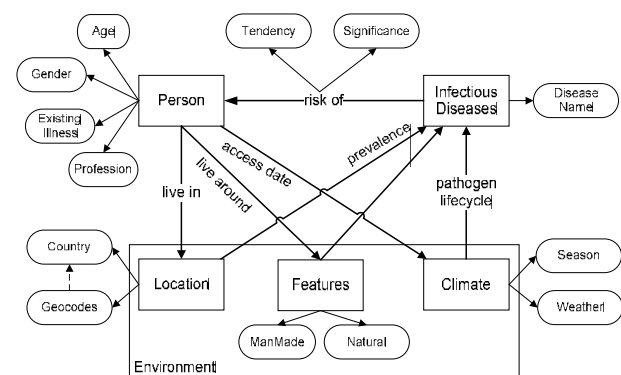 Age
Tendency
Significance
Gender
Person
risk of
Infectious
Diseases
Disease
Name
Existing
Illness
Profession
live in
live around
access date
prevalence
pathogen
lifecycle
Country
Geocodes
Location
Features
Climate
Season
Weather
ManMade
Natural
Environment